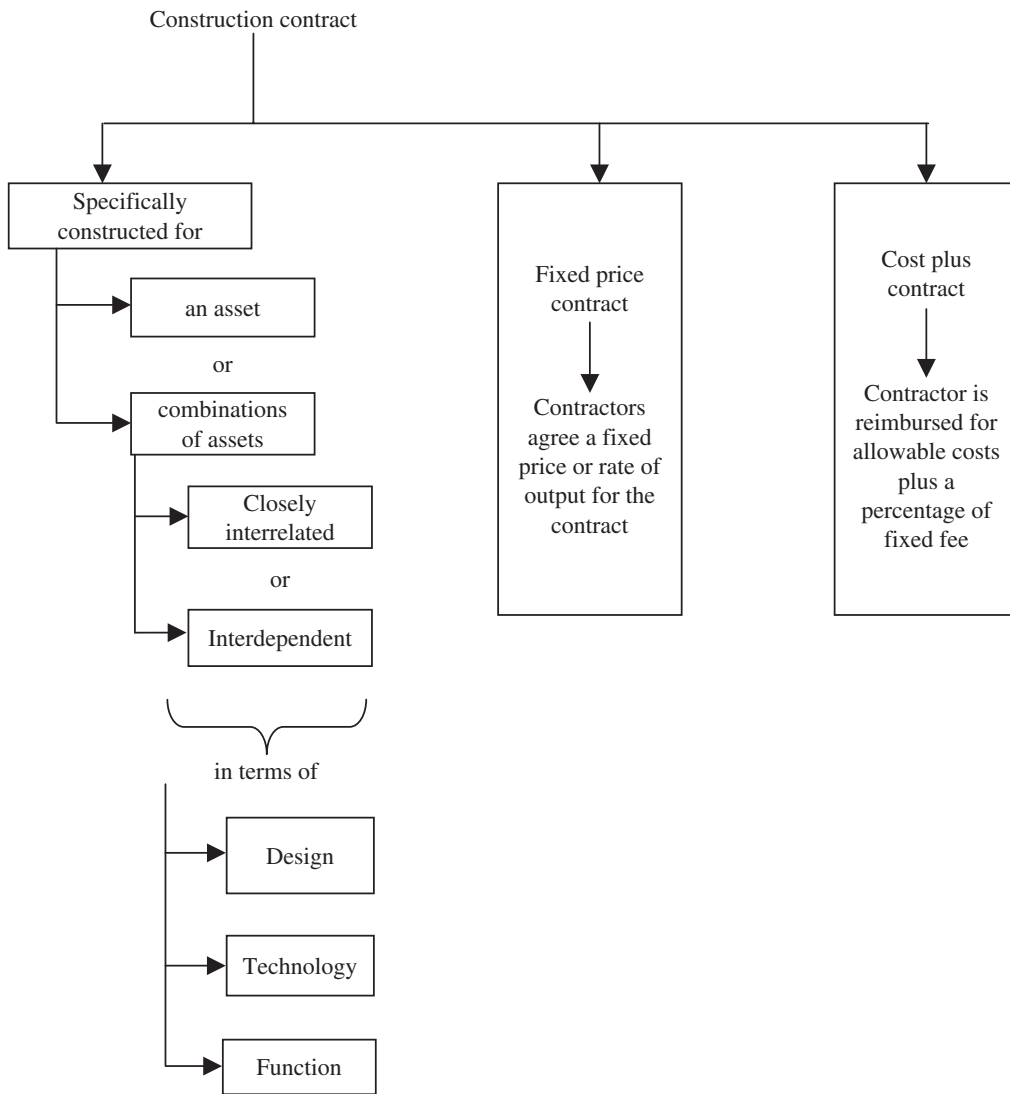 Construction contract
Specifically
constructed for
an asset
or
combinations
of assets
Closely
interrelated
or
Interdependent
in terms of
Design
Technology
Function
Fixed price
contract
Contractors
agree a fixed
price or rate of
output for the
contract
Cost plus
contract
Contractor is
reimbursed for
allowable costs
plus a
percentage of
fixed fee